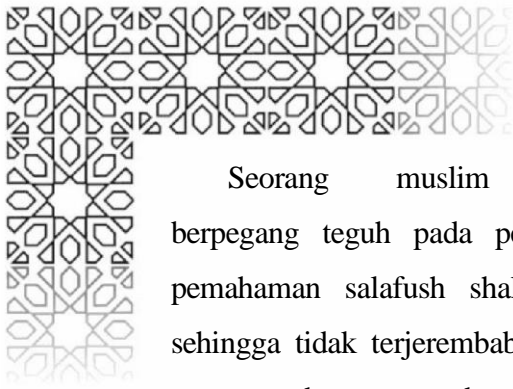 Seorang muslim
berpegang teguh pada
pemahaman salafush
sehingga tidak terjerembab